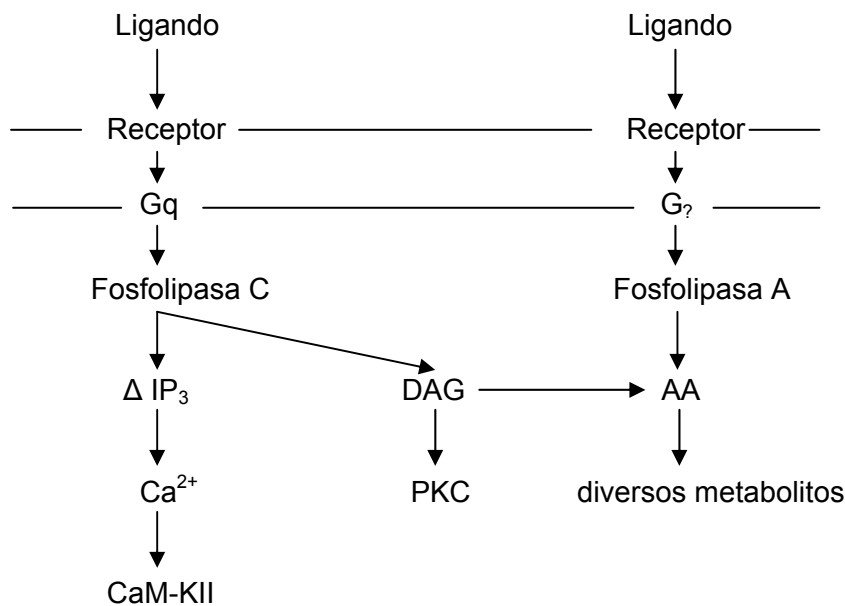 Ligando Ligando
Receptor Receptor
Gq G?
Fosfolipasa C Fosfolipasa A
Δ IP3 DAG AA
Ca2+ PKC diversos metabolitos
CaM-KII